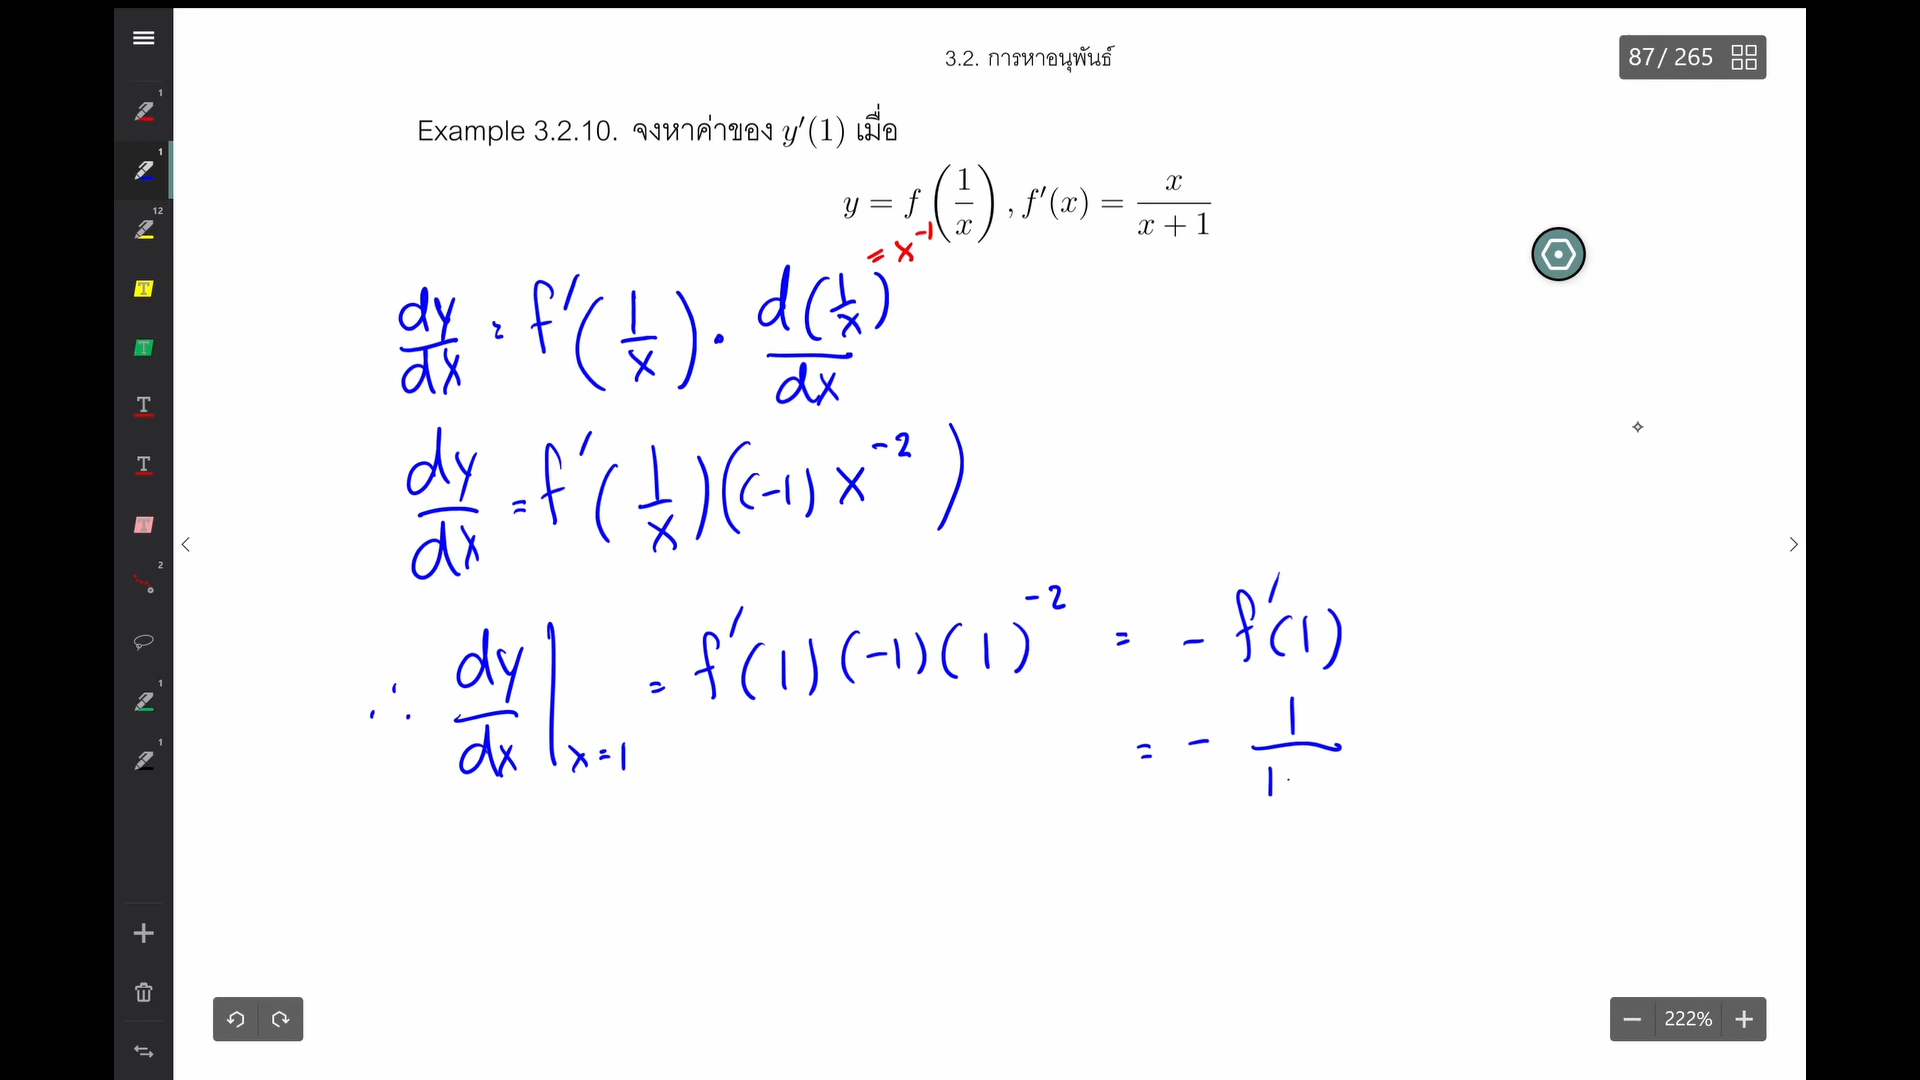 3.2. การหาอนุพันธ์
87 / 265
Example 3.2.10. จงหาค่าของ y′(1) เมื่อ
y = f(1/x), f′(x) = x/(x + 1)
= x⁻¹
dy/dx = f′(1/x) · d(1/x)/dx
dy/dx = f′(1/x)((-1)x⁻²)
∴ dy/dx |ₓ₌₁ = f′(1)(-1)(1)⁻² = - f′(1)
= - 1/1
222%